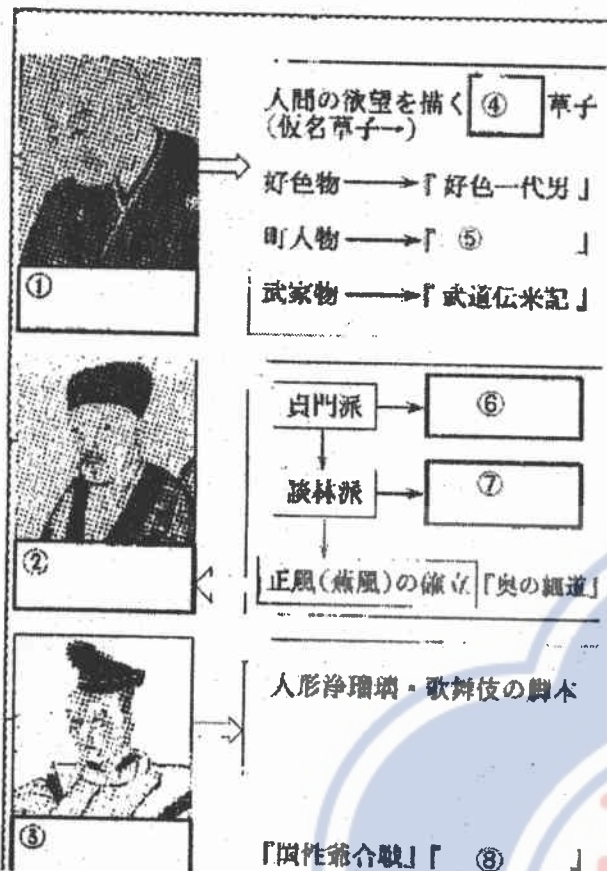 人間の欲望を描く ④ 草子
(仮名草子→)
好色物→『好色一代男』
町人物→『 ⑤ 』
①
武家物→『武道伝来記』
貞門派→ ⑥
談林派→ ⑦
②
正風(蕉風)の確立『奥の細道』
人形浄瑠璃・歌舞伎の脚本
③
『国性爺合戦』『 ⑧ 』